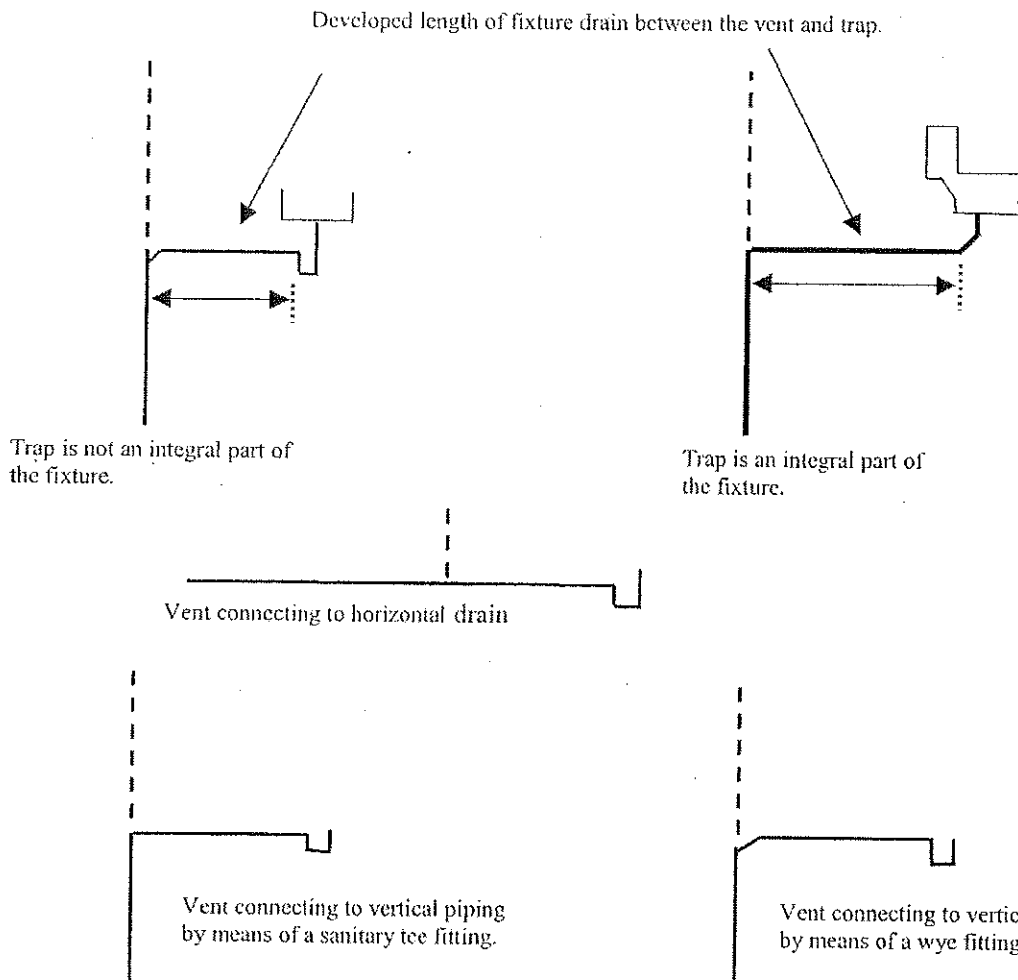 Developed length of fixture drain between the vent and trap.
Trap is not an integral part of
the fixture.
Trap is an integral part of
the fixture.
Vent connecting to horizontal drain
Vent connecting to vertical piping
by means of a sanitary tee fitting.
Vent connecting to vertic
by means of a wye fitting